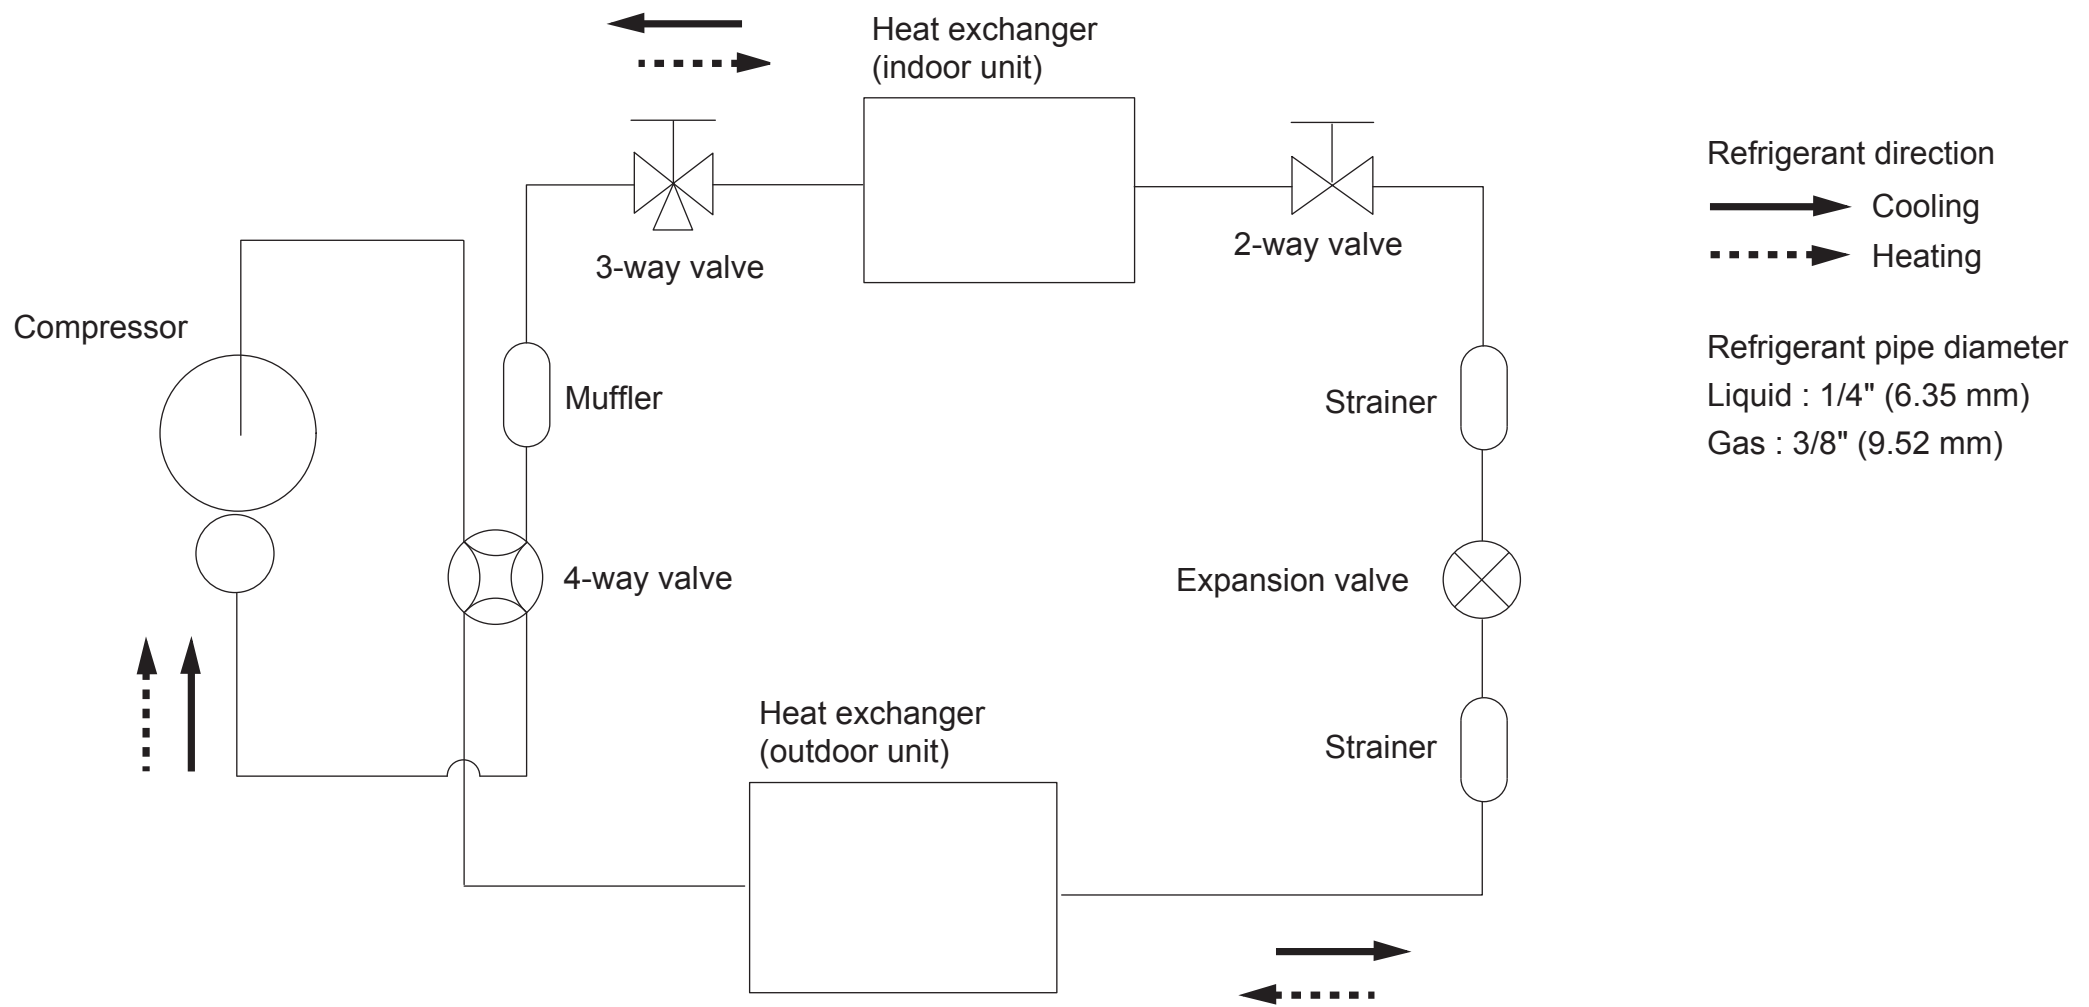 Heat exchanger
(indoor unit)
Refrigerant direction
Cooling
Heating
3-way valve
2-way valve
Compressor
Muffler
Strainer
Refrigerant pipe diameter
Liquid : 1/4" (6.35 mm)
Gas : 3/8" (9.52 mm)
4-way valve
Expansion valve
Heat exchanger
(outdoor unit)
Strainer